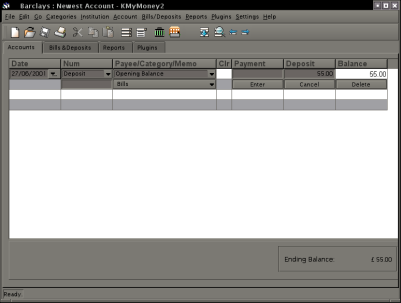 Barclays : Newest Account - KMyMoney2
File Edit Go Categories Institution Account Bills/Deposits Reports Plugins Settings Help
Accounts Bills &Deposits Reports Plugins
Date Num Payee/Category/Memo Clr Payment Deposit Balance
27/08/2001 Deposit Opening Balance 55.00 55.00
Bills Enter Cancel Delete
Ending Balance: £ 55.00
Ready.